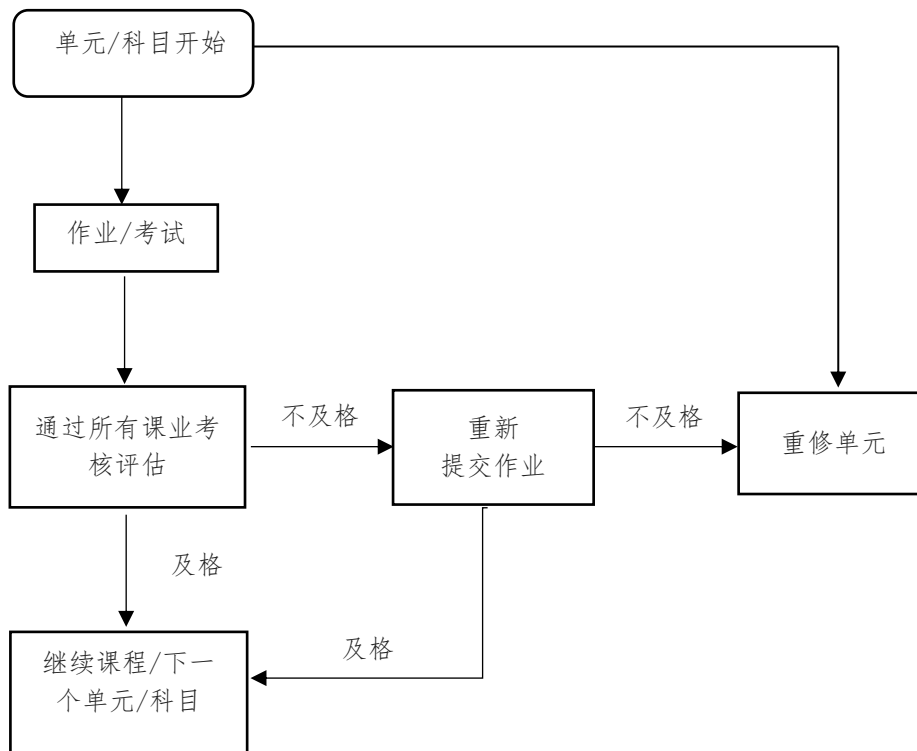 单元/科目开始
作业/考试
通过所有课业考
核评估
不及格
重新
提交作业
不及格
重修单元
及格
及格
继续课程/下一
个单元/科目